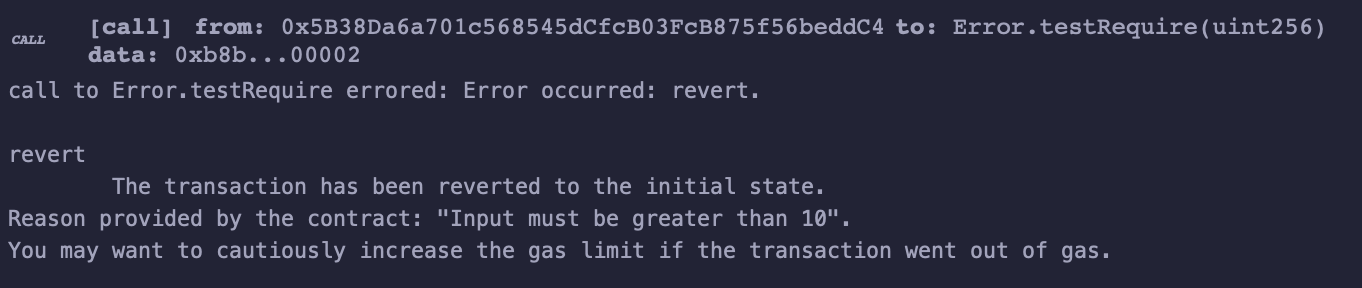 CALL [call] from: 0x5B38Da6a701c568545dCfcB03FcB875f56beddC4 to: Error.testRequire(uint256)
data: 0xb8b...00002
call to Error.testRequire errored: Error occurred: revert.
revert
The transaction has been reverted to the initial state.
Reason provided by the contract: "Input must be greater than 10".
You may want to cautiously increase the gas limit if the transaction went out of gas.